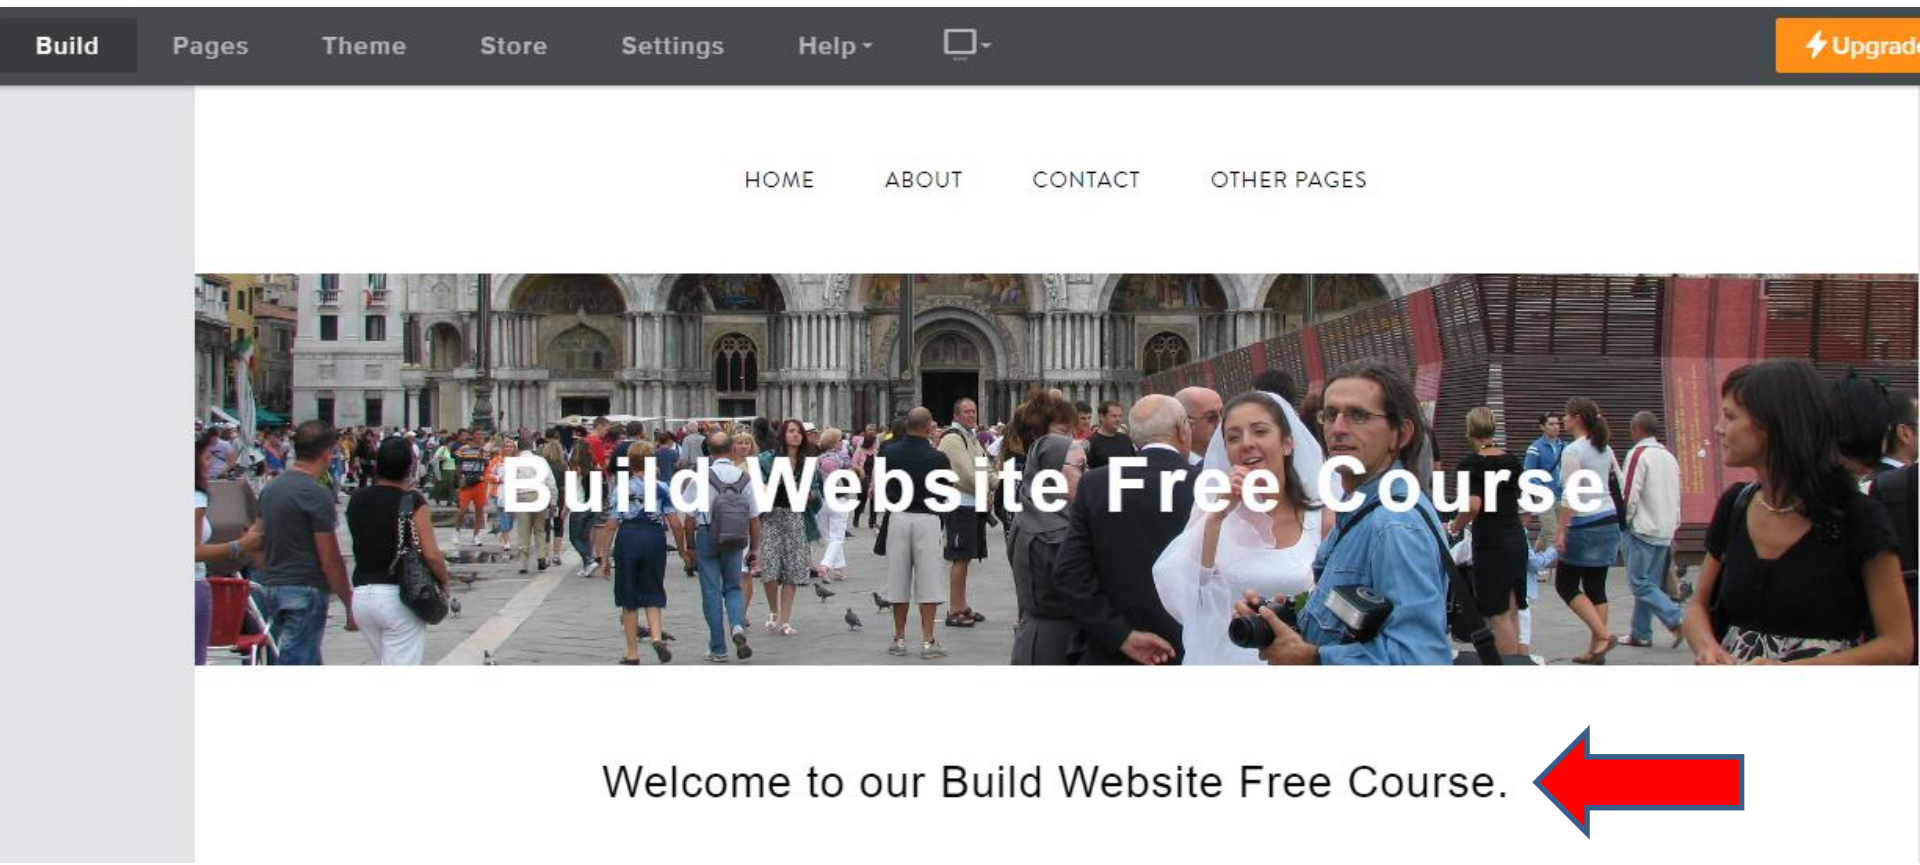 Build Pages Theme Store Settings Help Upgrade
HOME ABOUT CONTACT OTHER PAGES
Build Website Free Course
Welcome to our Build Website Free Course.